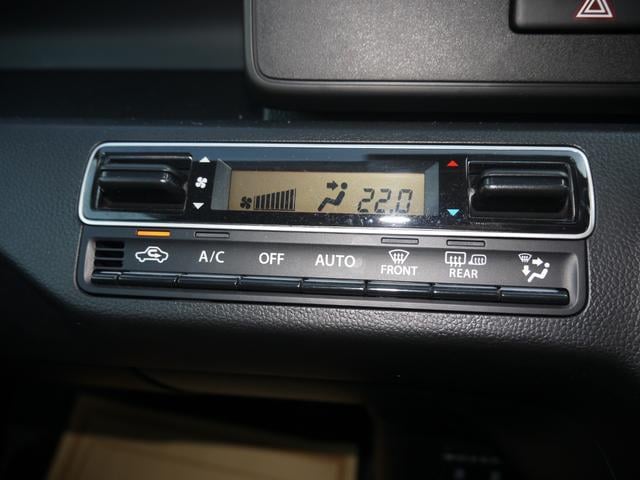 22.0
A/C OFF AUTO FRONT REAR